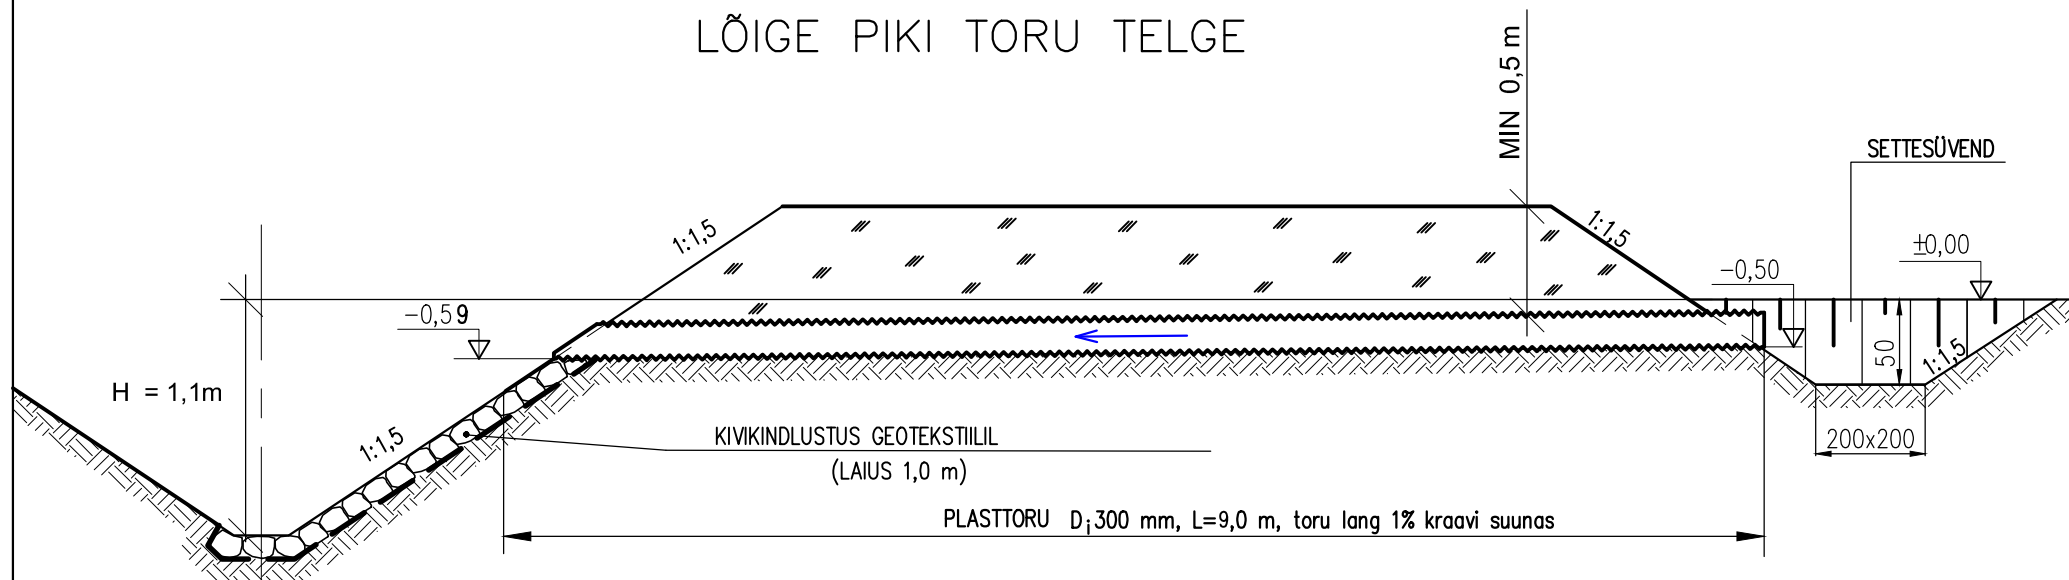 LÕIGE PIKI TORU TELGE
MIN 0,5 m
SETTESÜVEND
1:1,5
1:1,5
±0,00
-0,50
-0,59
50
1:1,5
H = 1,1m
1:1,5
KIVIKINDLUSTUS GEOTEKSTIILIL
(LAIUS 1,0 m)
200x200
PLASTTORU Di300 mm, L=9,0 m, toru lang 1% kraavi suunas